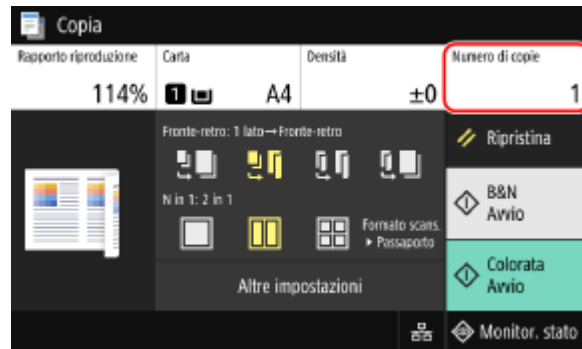 Copia
Rapporto riproduzione
114%
Carta
1 A4
Densità
±0
Numero di copie
1
Fronte-retro: 1 lato→Fronte-retro
N in 1: 2 in 1
Formato scans.
▶ Passaporto
Altre impostazioni
Ripristina
B&N
Avvio
Colorata
Avvio
Monitor. stato